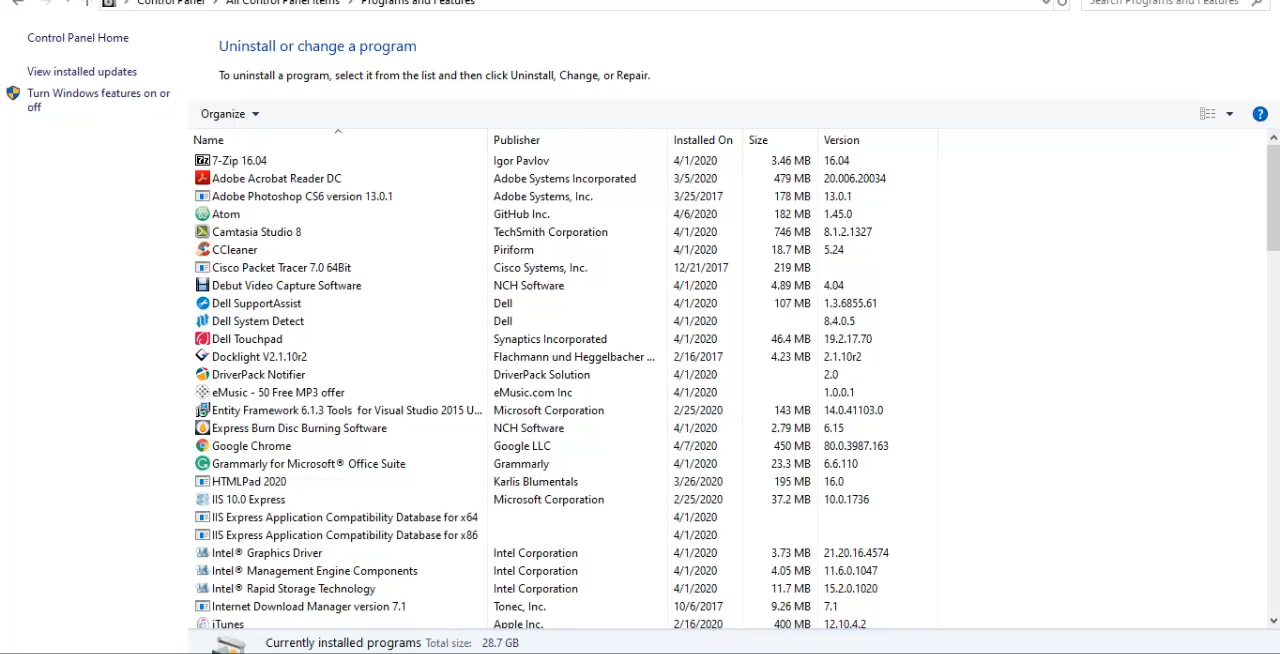 Control Panel > All Control Panel Items > Programs and Features
Search Programs and Features
Control Panel Home
View installed updates
Turn Windows features on or
off
Uninstall or change a program
To uninstall a program, select it from the list and then click Uninstall, Change, or Repair.
Organize
Name Publisher Installed On Size Version
7-Zip 16.04 Igor Pavlov 4/1/2020 3.46 MB 16.04
Adobe Acrobat Reader DC Adobe Systems Incorporated 3/5/2020 479 MB 20.006.20034
Adobe Photoshop CS6 version 13.0.1 Adobe Systems, Inc. 3/25/2017 178 MB 13.0.1
Atom GitHub Inc. 4/6/2020 182 MB 1.45.0
Camtasia Studio 8 TechSmith Corporation 4/1/2020 746 MB 8.1.2.1327
CCleaner Piriform 4/1/2020 18.7 MB 5.24
Cisco Packet Tracer 7.0 64Bit Cisco Systems, Inc. 12/21/2017 219 MB
Debut Video Capture Software NCH Software 4/1/2020 4.89 MB 4.04
Dell SupportAssist Dell 4/1/2020 107 MB 1.3.6855.61
Dell System Detect Dell 4/1/2020 8.4.0.5
Dell Touchpad Synaptics Incorporated 4/1/2020 46.4 MB 19.2.17.70
Docklight V2.1.10r2 Flachmann und Heggelbacher ... 2/16/2017 4.23 MB 2.1.10r2
DriverPack Notifier DriverPack Solution 4/1/2020 2.0
eMusic - 50 Free MP3 offer eMusic.com Inc 4/1/2020 1.0.0.1
Entity Framework 6.1.3 Tools for Visual Studio 2015 U... Microsoft Corporation 2/25/2020 143 MB 14.0.41103.0
Express Burn Disc Burning Software NCH Software 4/1/2020 2.79 MB 6.15
Google Chrome Google LLC 4/7/2020 450 MB 80.0.3987.163
Grammarly for Microsoft® Office Suite Grammarly 4/1/2020 23.3 MB 6.6.110
HTMLPad 2020 Karlis Blumentals 3/26/2020 195 MB 16.0
IIS 10.0 Express Microsoft Corporation 2/25/2020 37.2 MB 10.0.1736
IIS Express Application Compatibility Database for x64 4/1/2020
IIS Express Application Compatibility Database for x86 4/1/2020
Intel® Graphics Driver Intel Corporation 4/1/2020 3.73 MB 21.20.16.4574
Intel® Management Engine Components Intel Corporation 4/1/2020 4.05 MB 11.6.0.1047
Intel® Rapid Storage Technology Intel Corporation 4/1/2020 11.7 MB 15.2.0.1020
Internet Download Manager version 7.1 Tonec, Inc. 10/6/2017 9.26 MB 7.1
iTunes Apple Inc. 2/16/2020 400 MB 12.10.4.2
Currently installed programs Total size: 28.7 GB